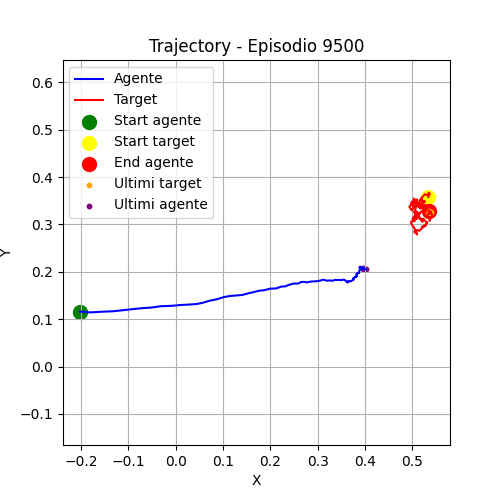 Trajectory - Episodio 9500
Agente
Target
Start agente
Start target
End agente
Ultimi target
Ultimi agente
0.6
0.5
0.4
0.3
0.2
0.1
0.0
−0.1
Y
−0.2
−0.1
0.0
0.1
0.2
0.3
0.4
0.5
X